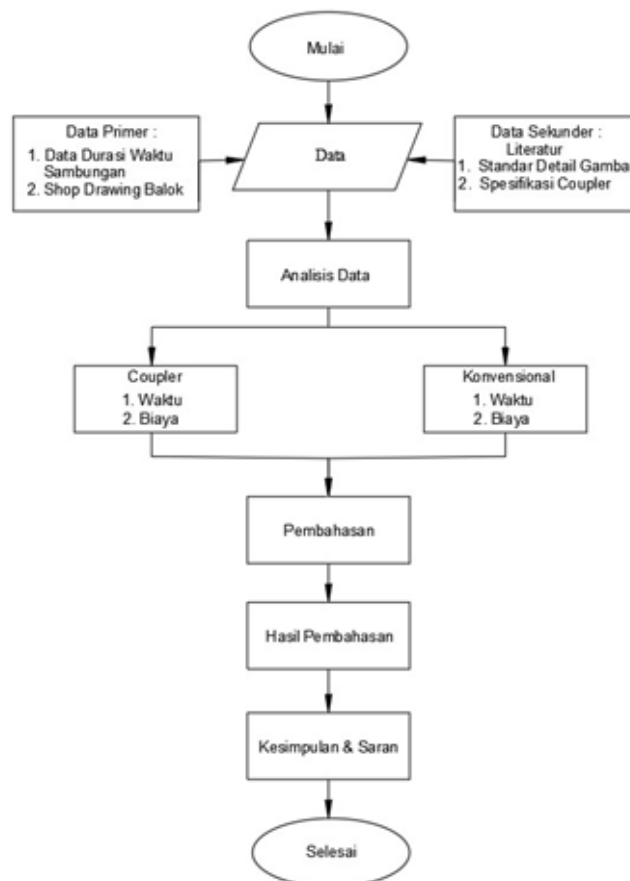 Mulai
Data Primer :
1. Data Durasi Waktu
Sambungan
2. Shop Drawing Balok
Data
Data Sekunder :
Literatur
1. Standar Detail Gamba
2. Spesifikasi Coupler
Analisis Data
Coupler
1. Waktu
2. Biaya
Konvensional
1. Waktu
2. Biaya
Pembahasan
Hasil Pembahasan
Kesimpulan & Saran
Selesai